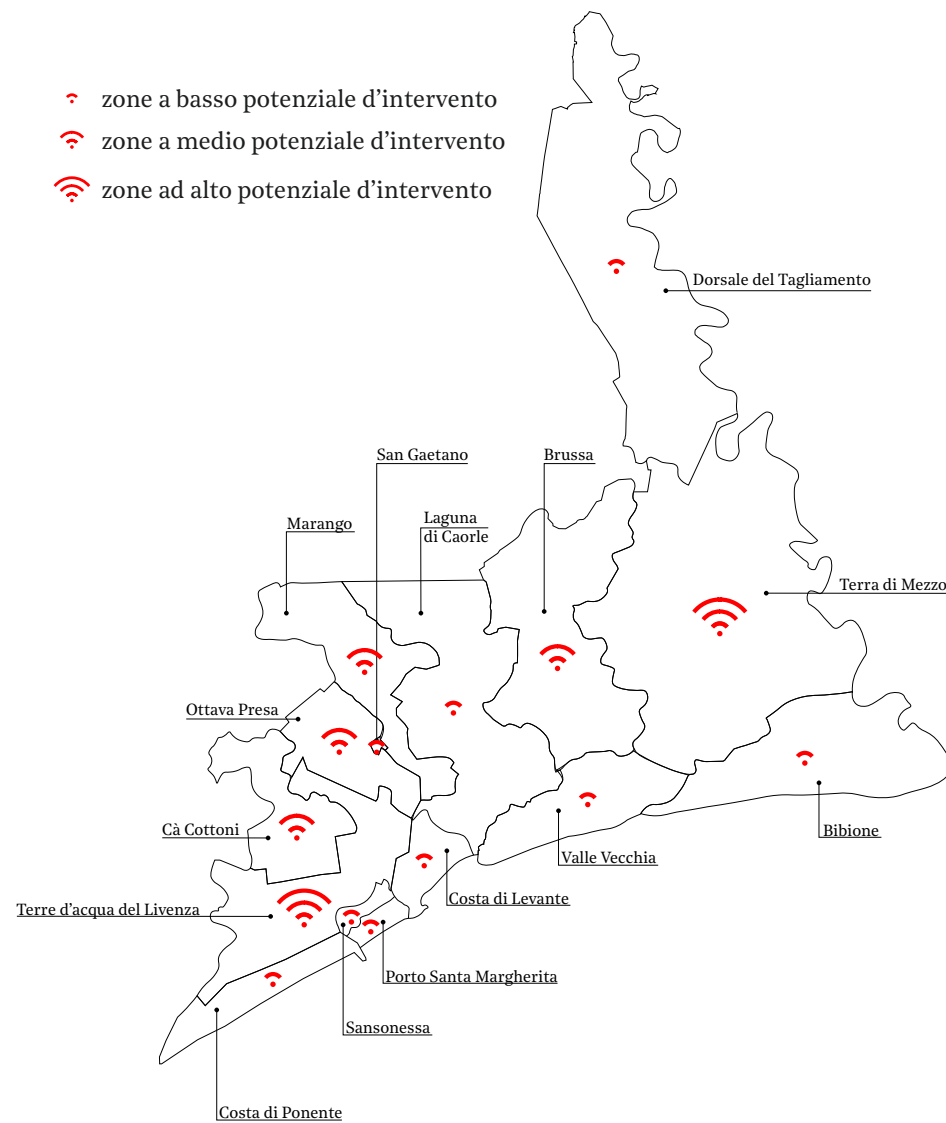 zone a basso potenziale d'intervento
zone a medio potenziale d'intervento
zone ad alto potenziale d'intervento
Dorsale del Tagliamento
San Gaetano
Brussa
Marango
Laguna
di Caorle
Terra di Mezzo
Ottava Presa
Cà Cottoni
Bibione
Valle Vecchia
Costa di Levante
Terre d'acqua del Livenza
Porto Santa Margherita
Sansonessa
Costa di Ponente